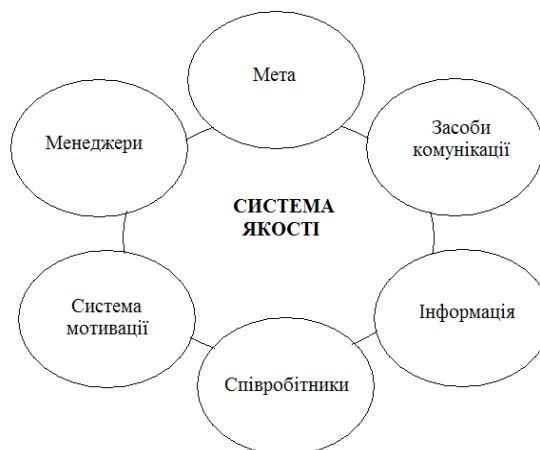 Мета
Засоби
комунікації
Менеджери
СИСТЕМА
ЯКОСТІ
Система
мотивації
Інформація
Співробітники